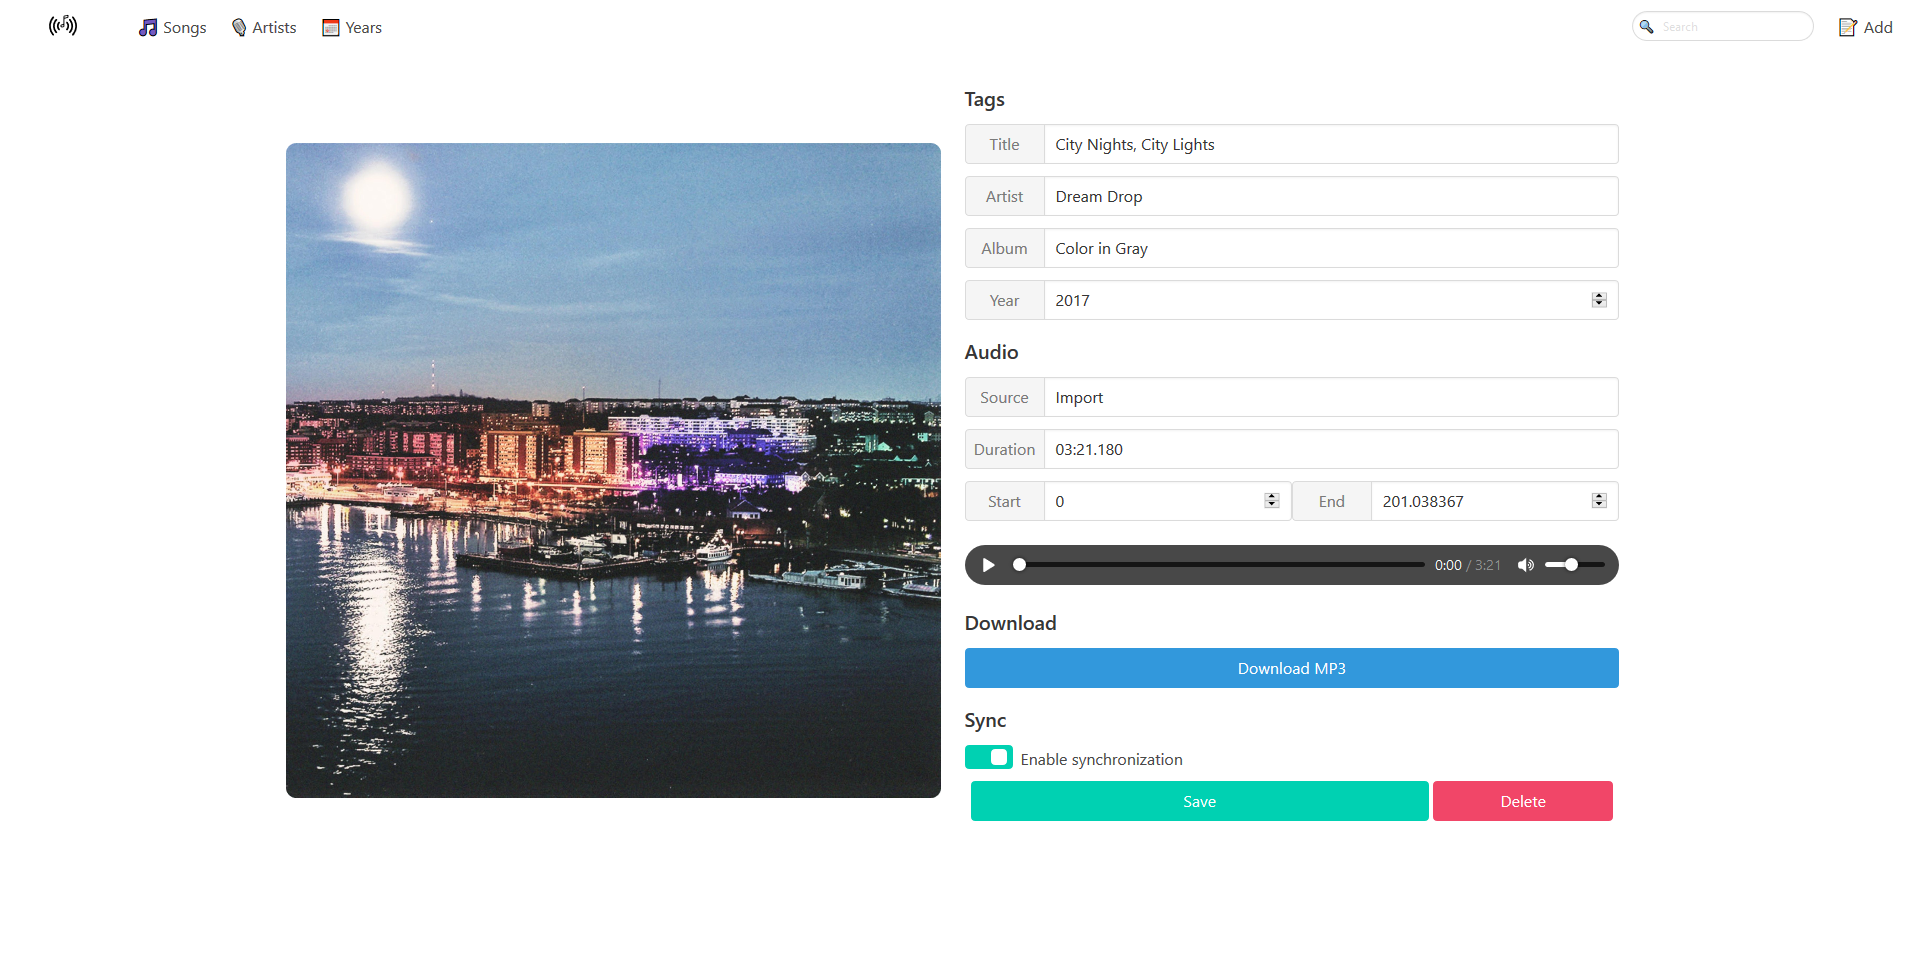 Songs Artists Years Search Add
Tags
Title City Nights, City Lights
Artist Dream Drop
Album Color in Gray
Year 2017
Audio
Source Import
Duration 03:21.180
Start 0 End 201.038367
0:00 / 3:21
Download
Download MP3
Sync
Enable synchronization
Save Delete